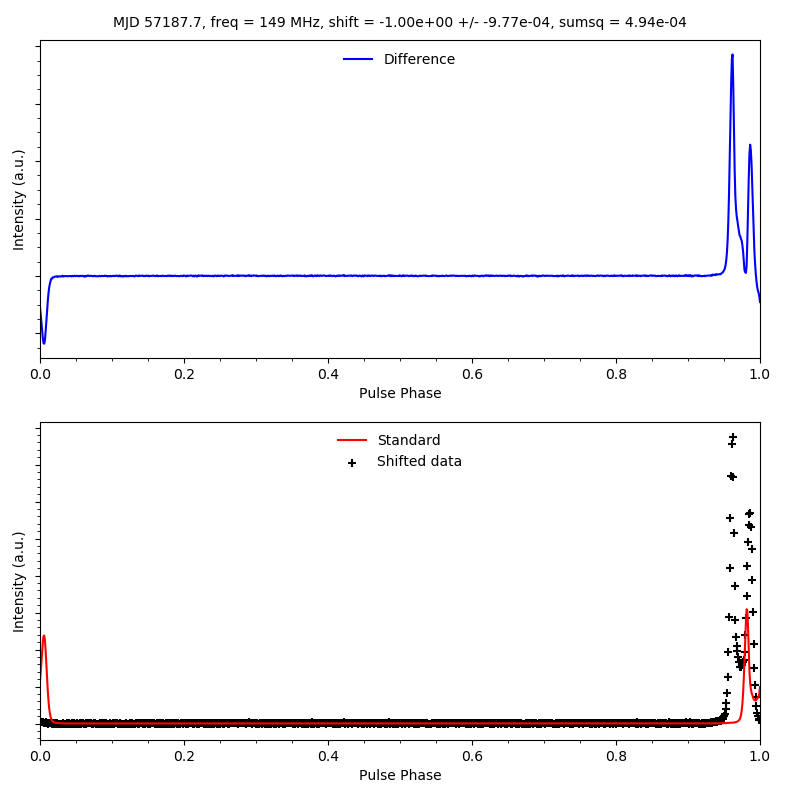 MJD 57187.7, freq = 149 MHz, shift = -1.00e+00 +/- -9.77e-04, sumsq = 4.94e-04
Difference
Intensity (a.u.)
0.0 0.2 0.4 0.6 0.8 1.0
Pulse Phase
Standard
Shifted data
Intensity (a.u.)
0.0 0.2 0.4 0.6 0.8 1.0
Pulse Phase